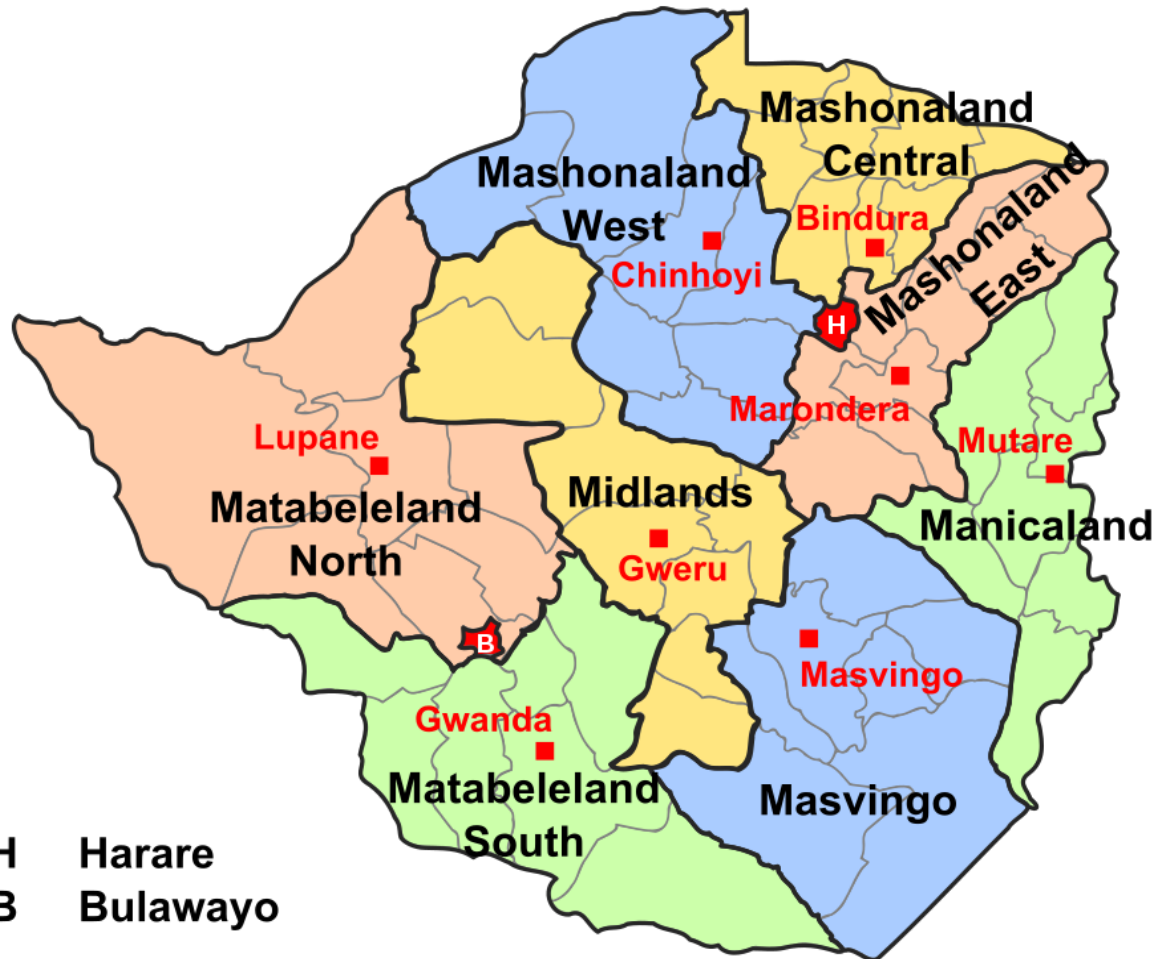 Mashonaland
Central
Mashonaland
West
Bindura
Chinhoyi
Mashonaland
East
H
Marondera
Lupane
Mutare
Matabeleland
North
Midlands
Gweru
Manicaland
B
Masvingo
Gwanda
Matabeleland
South
Masvingo
H Harare
B Bulawayo